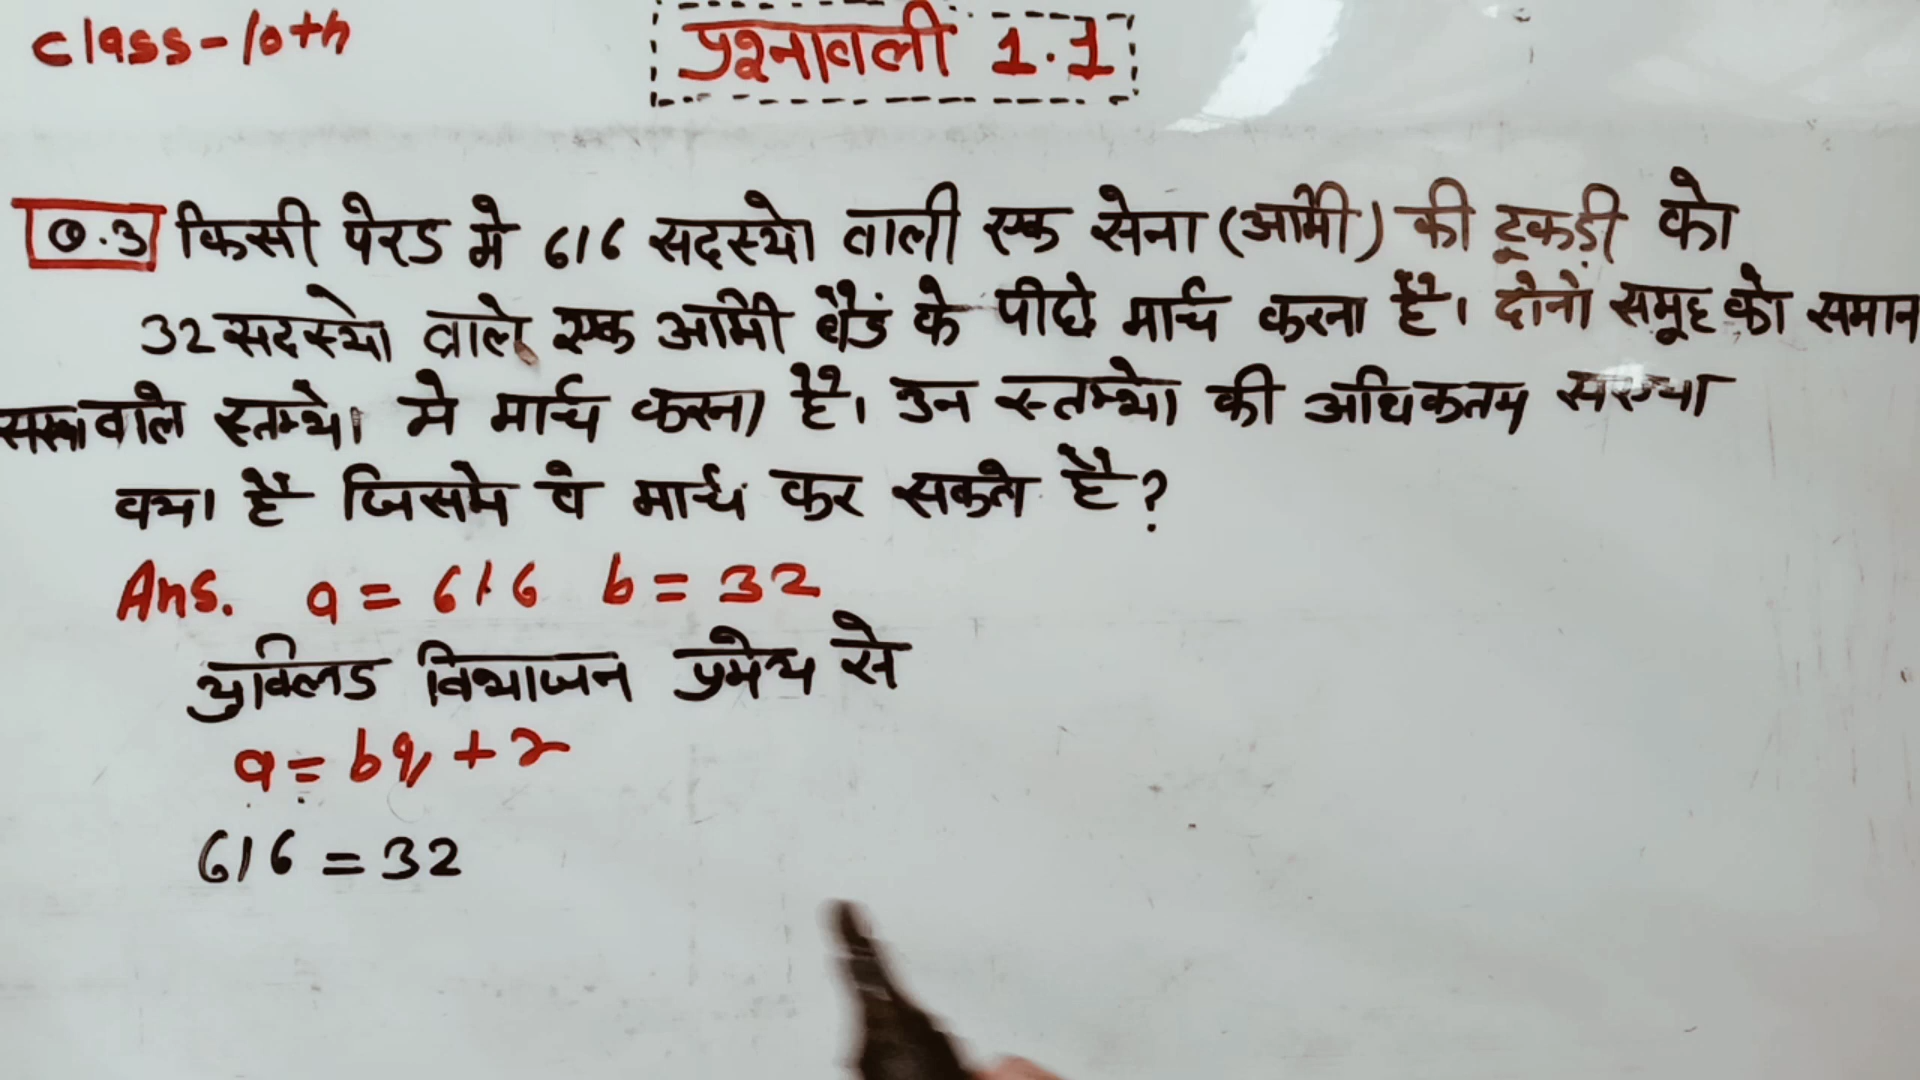 class-10th
प्रश्नावली 1.1
Q.3 किसी पेरड मे 616 सदस्यो वाली एक सेना (आर्मी) की टूकड़ी को
32 सदस्यो वाले एक आर्मी बैंड के पीछे मार्च करना है। दोनो समूह को समान
संख्या वाले स्तम्भो मे मार्च करना है। उन स्तम्भो की अधिकतम संख्या
क्या है जिसमे वे मार्च कर सकते है?
Ans. a = 616 b = 32
युक्लिड विभाजन प्रमेय से
a = bq + r
616 = 32